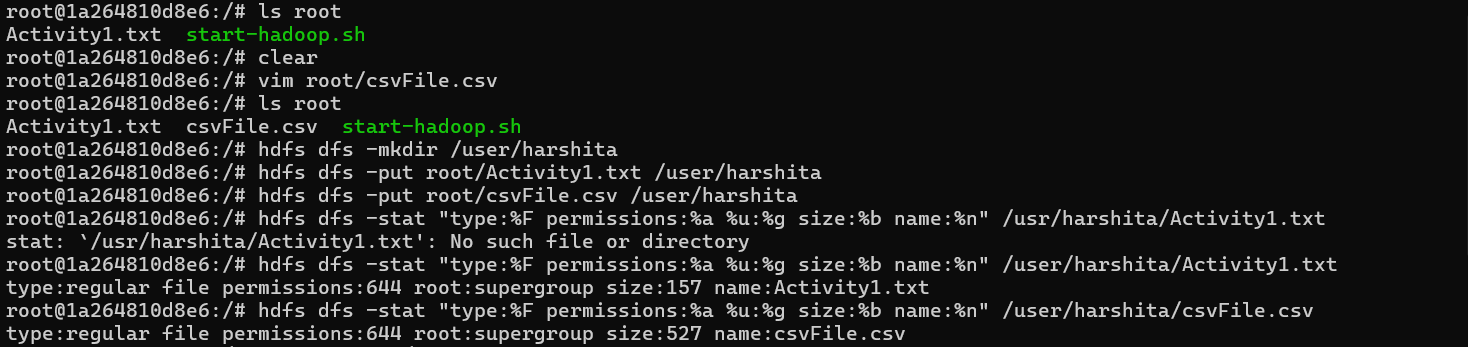 root@1a264810d8e6:/# ls root
Activity1.txt  start-hadoop.sh
root@1a264810d8e6:/# clear
root@1a264810d8e6:/# vim root/csvFile.csv
root@1a264810d8e6:/# ls root
Activity1.txt  csvFile.csv  start-hadoop.sh
root@1a264810d8e6:/# hdfs dfs -mkdir /user/harshita
root@1a264810d8e6:/# hdfs dfs -put root/Activity1.txt /user/harshita
root@1a264810d8e6:/# hdfs dfs -put root/csvFile.csv /user/harshita
root@1a264810d8e6:/# hdfs dfs -stat "type:%F permissions:%a %u:%g size:%b name:%n" /usr/harshita/Activity1.txt
stat: `/usr/harshita/Activity1.txt': No such file or directory
root@1a264810d8e6:/# hdfs dfs -stat "type:%F permissions:%a %u:%g size:%b name:%n" /user/harshita/Activity1.txt
type:regular file permissions:644 root:supergroup size:157 name:Activity1.txt
root@1a264810d8e6:/# hdfs dfs -stat "type:%F permissions:%a %u:%g size:%b name:%n" /user/harshita/csvFile.csv
type:regular file permissions:644 root:supergroup size:527 name:csvFile.csv